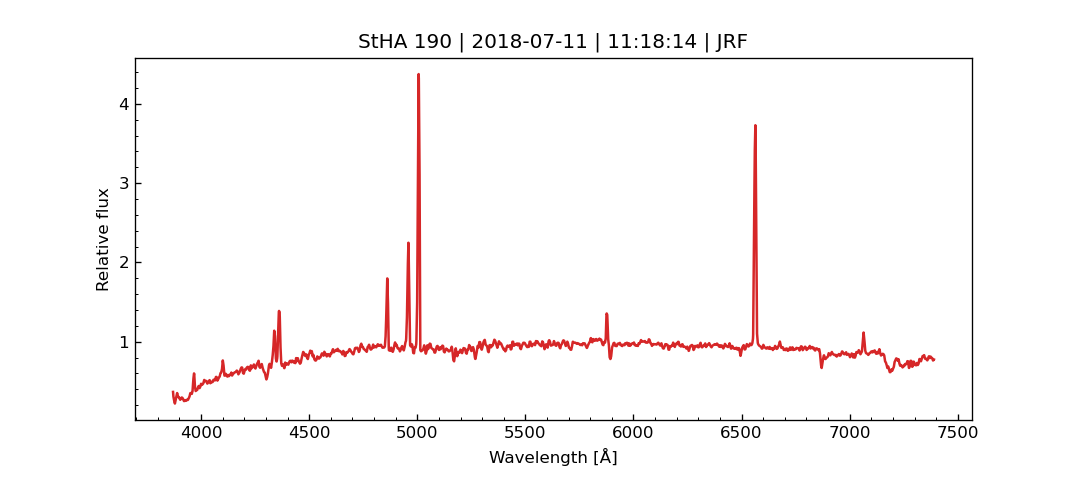 StHA 190 | 2018-07-11 | 11:18:14 | JRF
4
3
2
1
Relative flux
4000 4500 5000 5500 6000 6500 7000 7500
Wavelength [Å]